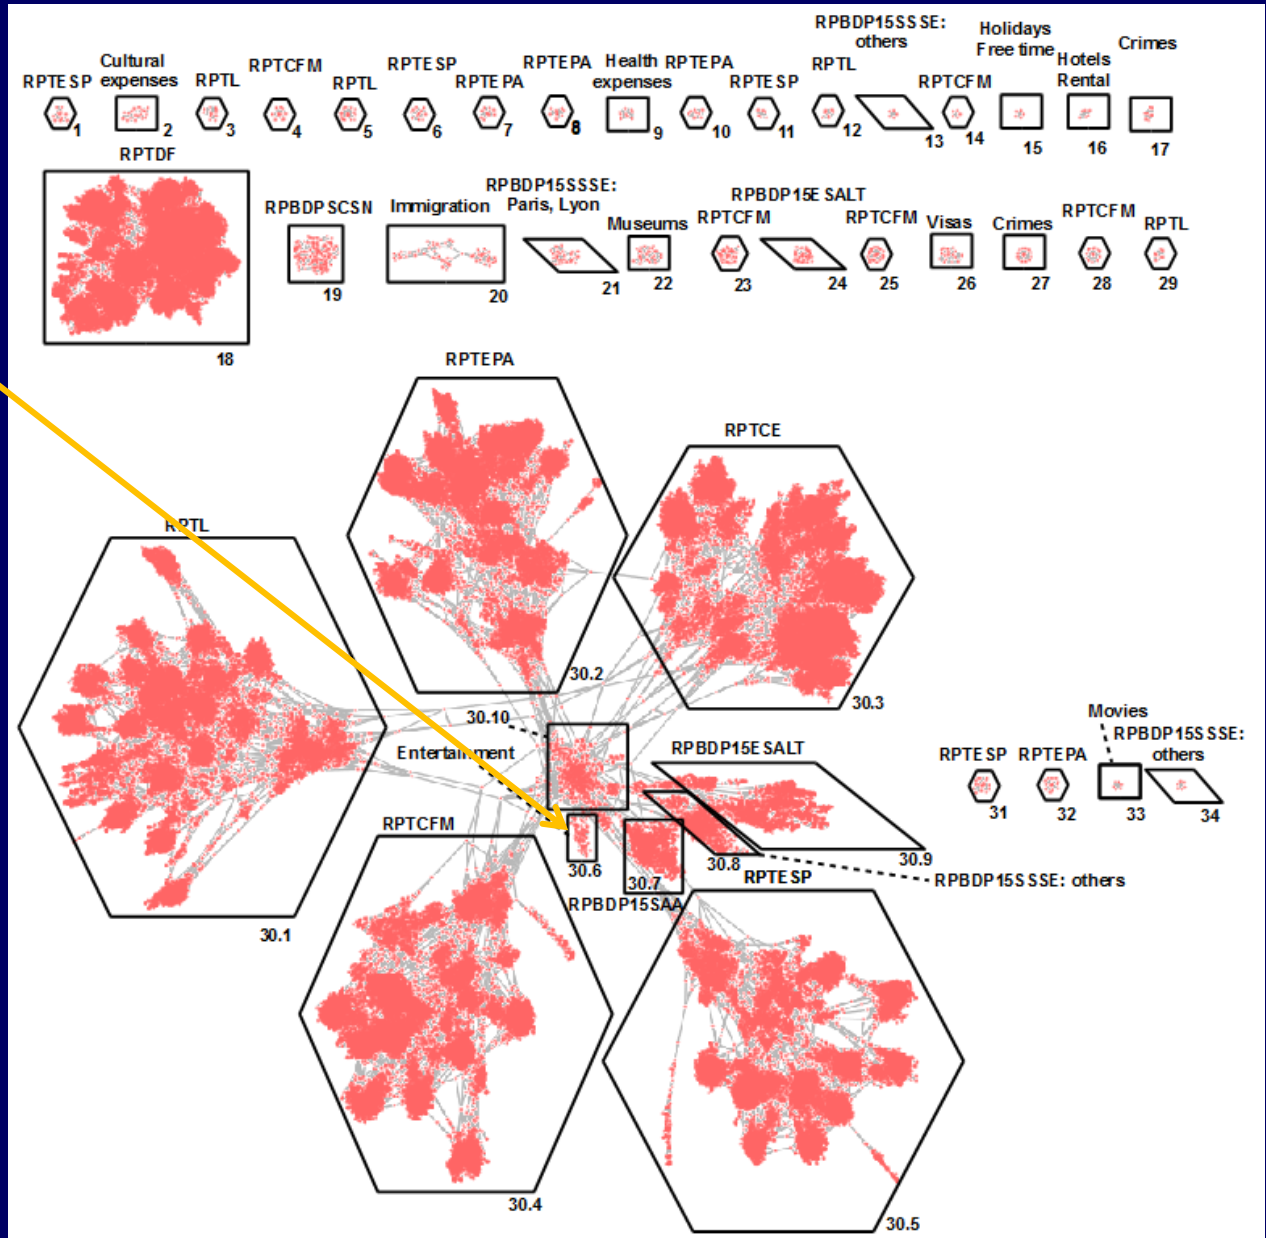 RPBDP15SSSE:
others
Holidays
Free time
Hotels
Rental
Crimes
RPTESP
Cultural
expenses
RPTL
RPTCFM
RPTL
RPTESP
RPTEPA
RPTEPA
Health
expenses
RPTEPA
RPTESP
RPTL
RPTCFM
1
2
3
4
5
6
7
8
9
10
11
12
13
14
15
16
17
RPTDF
RPBDPSCSN
Immigration
RPBDP15SSSE:
Paris, Lyon
Museums
RPBDP15ESALT
RPTCFM
RPTCFM
Visas
Crimes
RPTCFM
RPTL
18
19
20
21
22
23
24
25
26
27
28
29
RPTEPA
RPTCE
RPTL
30.2
30.3
30.10
Entertainment
RPBDP15ESALT
Movies
RPTESP
RPTEPA
RPBDP15SSSE:
others
31
32
33
34
RPTCFM
30.6
30.7
30.8
30.9
RPBDP15SSSE: others
RPTESP
RPBDP15SAA
30.1
30.4
30.5